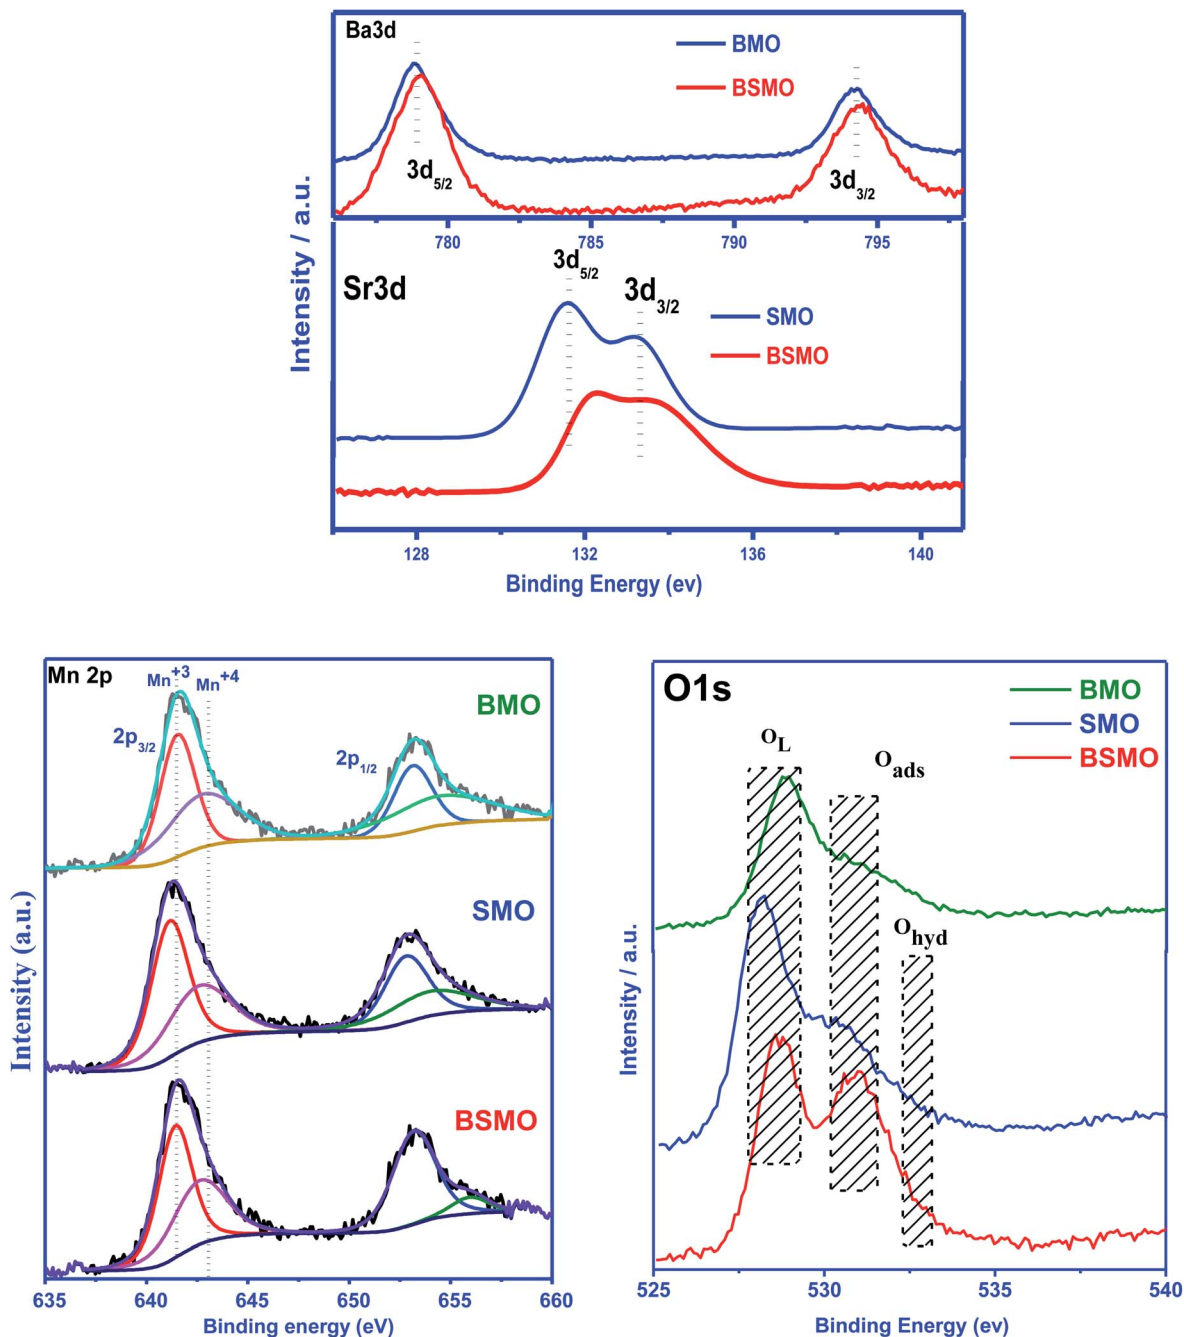 Ba3d
BMO
BSMO
3d5/2
3d3/2
780 785 790 795
Intensity / a.u.
Sr3d
3d5/2
3d3/2
SMO
BSMO
128 132 136 140
Binding Energy (ev)
Mn 2p
Mn+3
Mn+4
BMO
2p3/2
2p1/2
SMO
BSMO
Intensity (a.u.)
635 640 645 650 655 660
Binding energy (eV)
O1s
BMO
SMO
BSMO
OL
Oads
Ohyd
Intensity / a.u.
525 530 535 540
Binding Energy (ev)